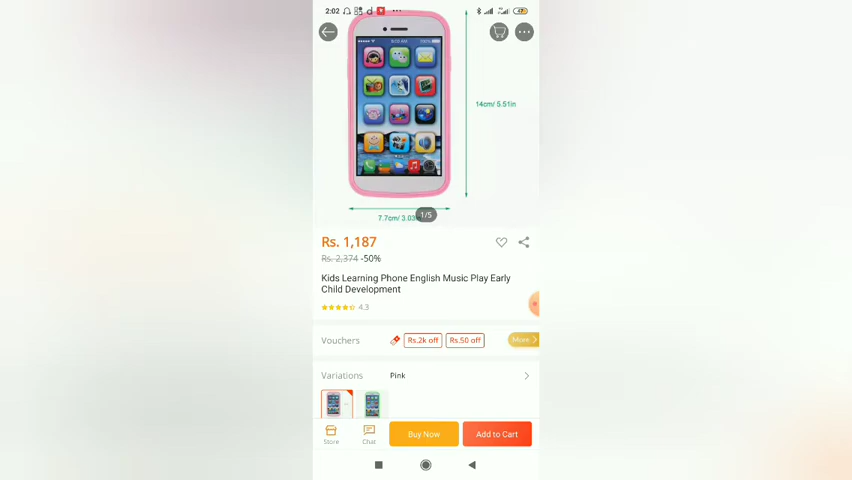 2:02
47
14cm/ 5.51in
7.7cm/ 3.03
1/5
Rs. 1,187
Rs. 2,374 -50%
Kids Learning Phone English Music Play Early
Child Development
4.3
Vouchers Rs.2k off Rs.50 off More
Variations Pink
Store Chat Buy Now Add to Cart